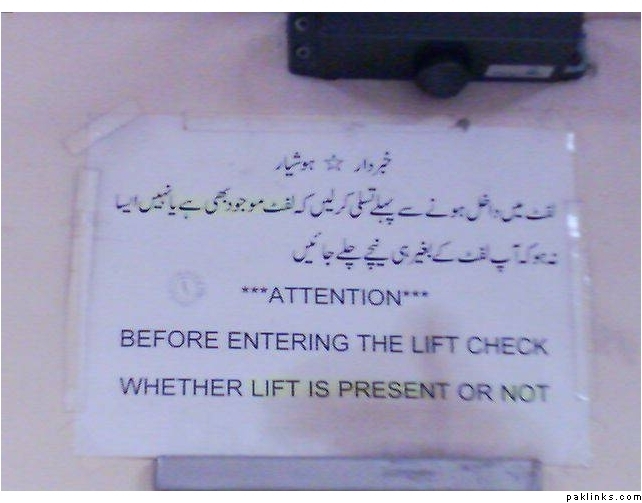 خبردار ☆ ہوشیار
لفٹ میں داخل ہونے سے پہلے تسلی کرلیں کہ لفٹ موجود بھی ہے یا نہیں ایسا
نہ ہو کہ آپ لفٹ کے بغیر ہی نیچے چلے جائیں
***ATTENTION***
BEFORE ENTERING THE LIFT CHECK
WHETHER LIFT IS PRESENT OR NOT
paklinks.com